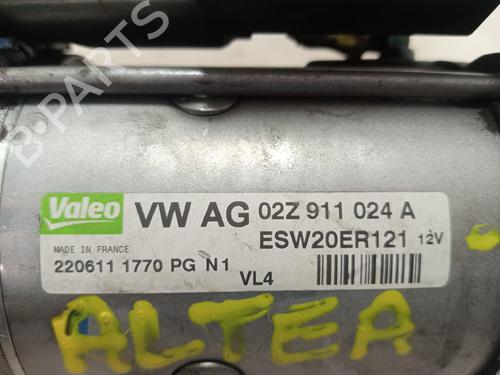 B-PARTS
Valeo
VW AG 02Z 911 024 A
MADE IN FRANCE
ESW20ER121 12V
220611 1770 PG N1
VL4
ALTEA